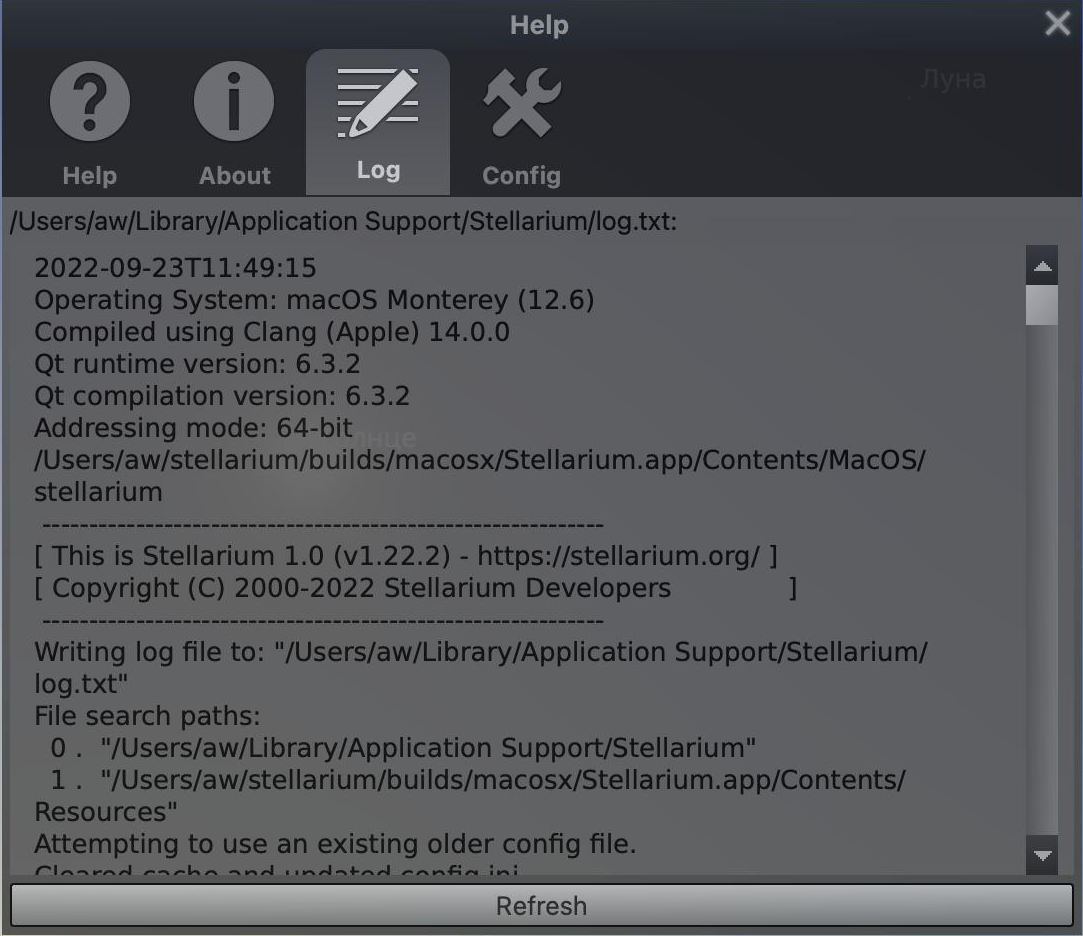 Help
Луна
Help
About
Log
Config
/Users/aw/Library/Application Support/Stellarium/log.txt:
2022-09-23T11:49:15
Operating System: macOS Monterey (12.6)
Compiled using Clang (Apple) 14.0.0
Qt runtime version: 6.3.2
Qt compilation version: 6.3.2
Addressing mode: 64-bit
/Users/aw/stellarium/builds/macosx/Stellarium.app/Contents/MacOS/
stellarium
------------------------------------------------------------
[ This is Stellarium 1.0 (v1.22.2) - https://stellarium.org/ ]
[ Copyright (C) 2000-2022 Stellarium Developers ]
------------------------------------------------------------
Writing log file to: "/Users/aw/Library/Application Support/Stellarium/
log.txt"
File search paths:
0 . "/Users/aw/Library/Application Support/Stellarium"
1 . "/Users/aw/stellarium/builds/macosx/Stellarium.app/Contents/
Resources"
Attempting to use an existing older config file.
Cleared cache and updated config.ini
Refresh